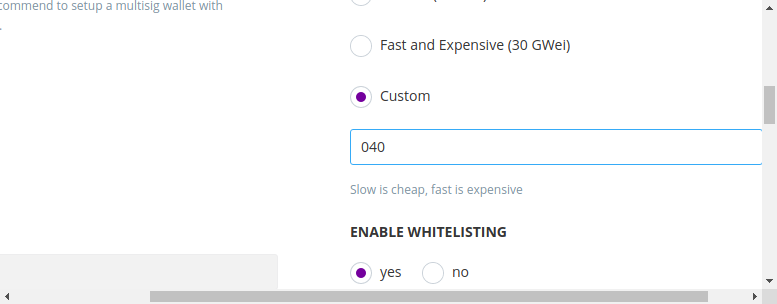 commend to setup a multisig wallet with
.
Fast and Expensive (30 GWei)
Custom
040
Slow is cheap, fast is expensive
ENABLE WHITELISTING
yes no